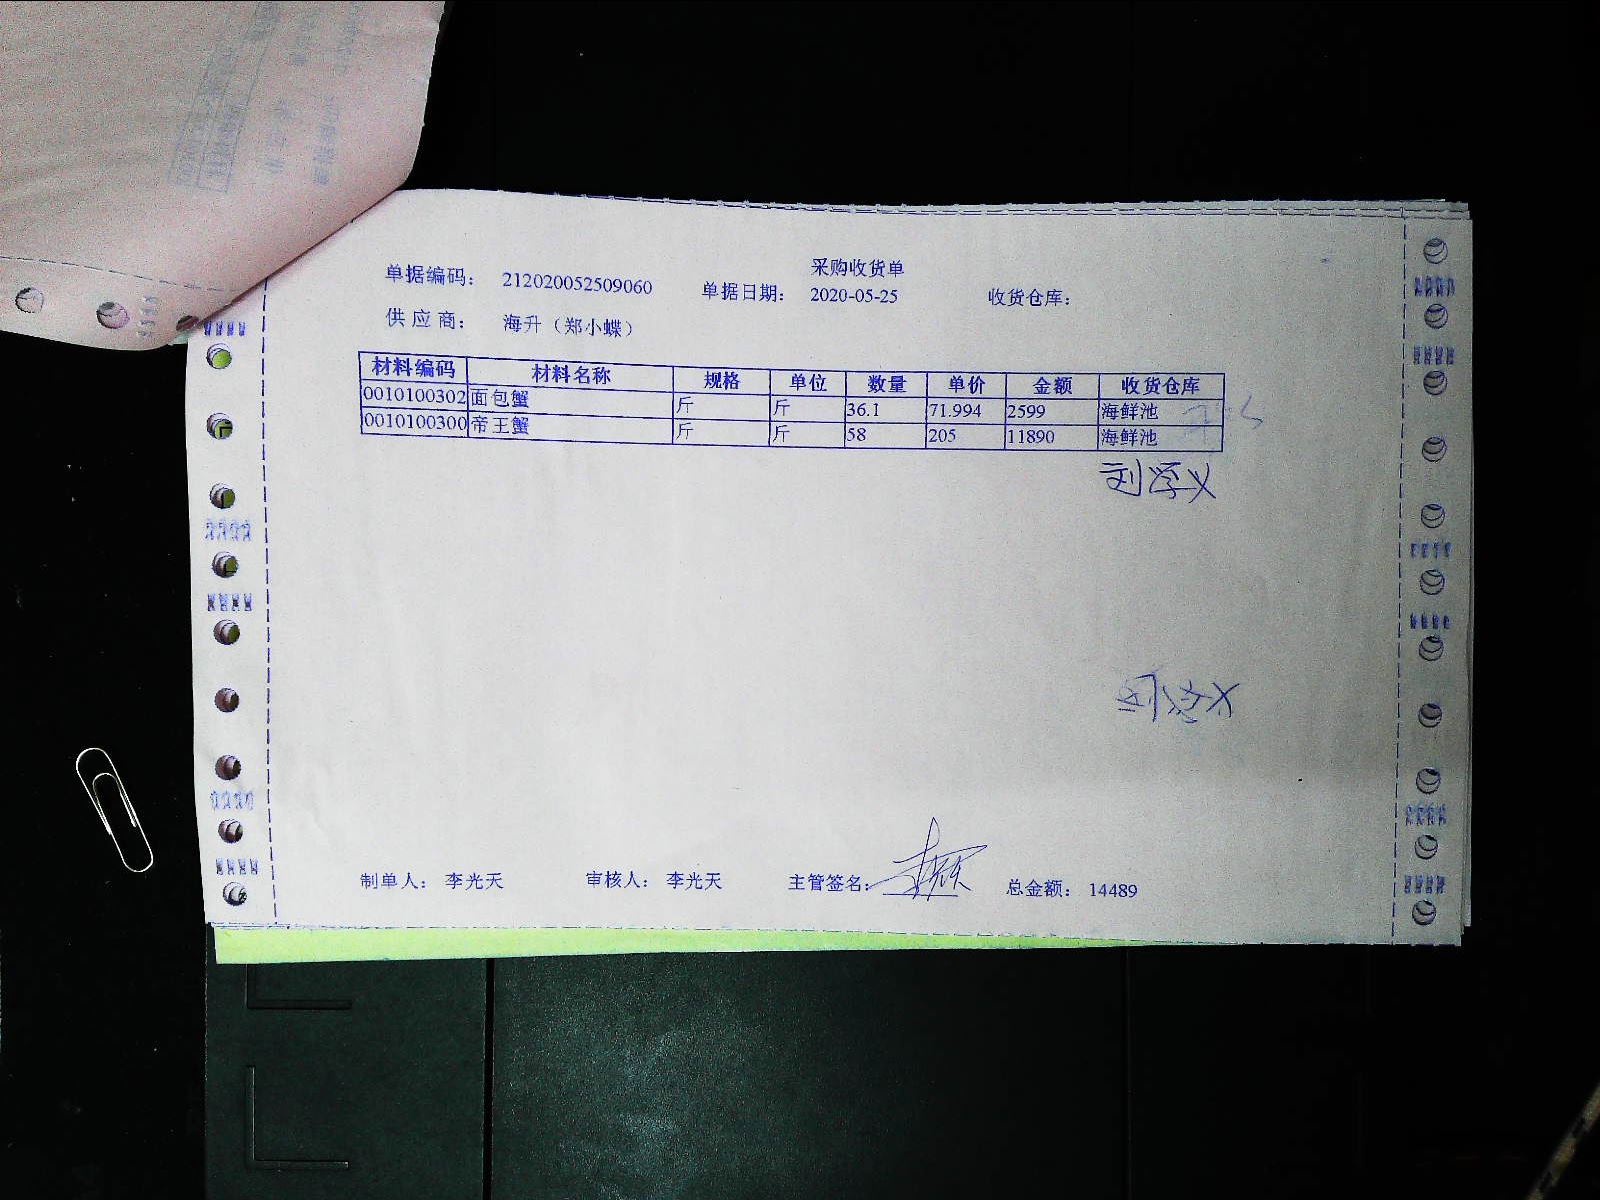 采购收货单
单据编码： 212020052509060 单据日期： 2020-05-25 收货仓库：
供 应 商： 海升（郑小蝶）
材料编码 材料名称 规格 单位 数量 单价 金额 收货仓库
0010100302 面包蟹 斤 斤 36.1 71.994 2599 海鲜池
0010100300 帝王蟹 斤 斤 58 205 11890 海鲜池
刘学义
制单人： 李光天 审核人： 李光天 主管签名： 总金额： 14489